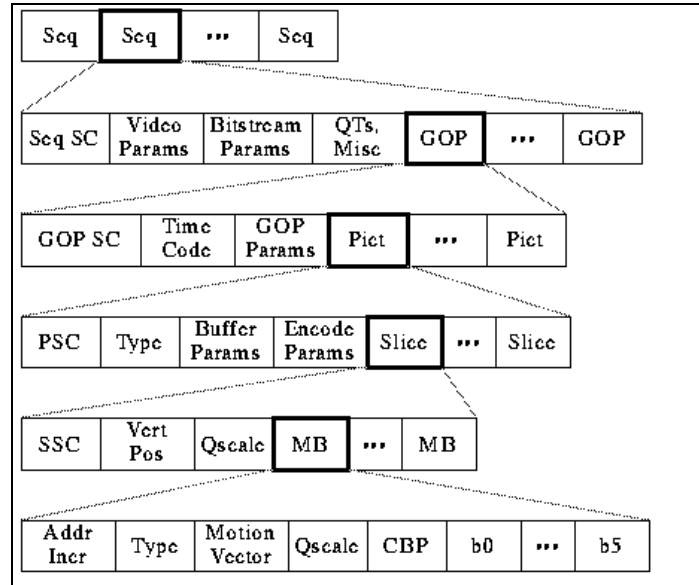 Seq Seq ... Seq
Seq SC Video Params Bitstream Params QTs, Misc GOP ... GOP
GOP SC Time Code GOP Params Pict ... Pict
PSC Type Buffer Params Encode Params Slice ... Slice
SSC Vert Pos Qscale MB ... MB
Addr Incr Type Motion Vector Qscale CBP b0 ... b5